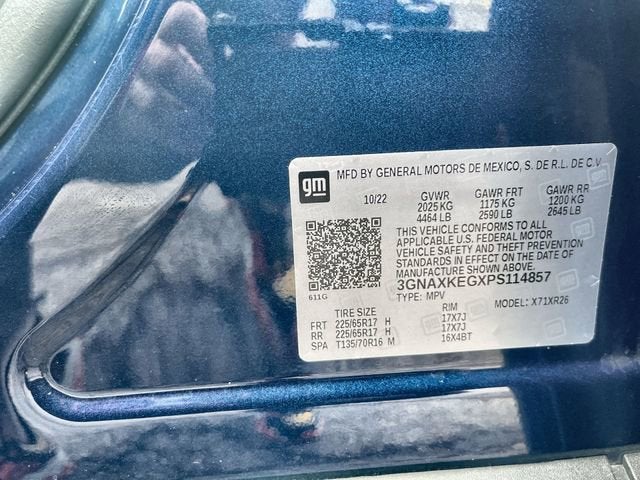 gm
MFD BY GENERAL MOTORS DE MEXICO, S. DE R.L. DE C.V.
10/22 GVWR GAWR FRT GAWR RR
2025 KG 1175 KG 1200 KG
4464 LB 2590 LB 2645 LB
THIS VEHICLE CONFORMS TO ALL
APPLICABLE U.S. FEDERAL MOTOR
VEHICLE SAFETY AND THEFT PREVENTION
STANDARDS IN EFFECT ON THE DATE OF
MANUFACTURE SHOWN ABOVE.
3GNAXKEGXPS114857
611G
TYPE: MPV MODEL: X71XR26
TIRE SIZE RIM
FRT 225/65R17 H 17X7J
RR 225/65R17 H 17X7J
SPA T135/70R16 M 16X4BT